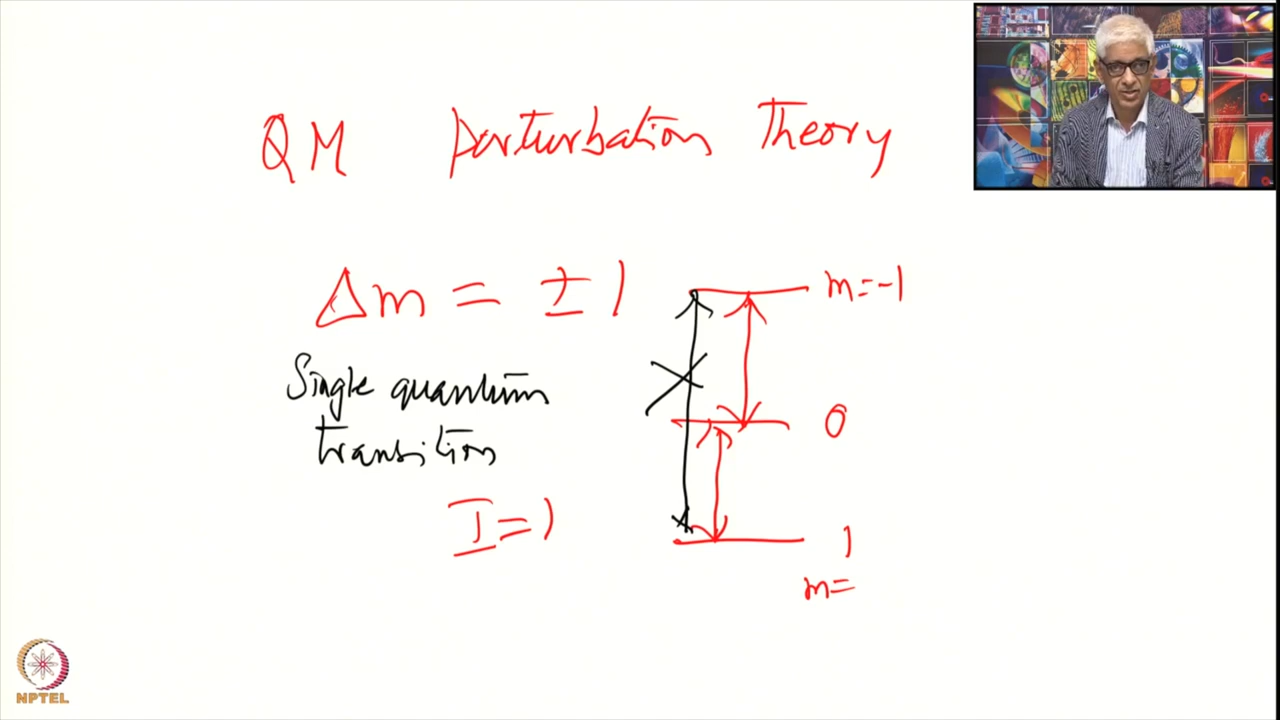 QM perturbation Theory
Δm = ±1
m=-1
Single quantum
transition
0
I=1
1
m=
NPTEL